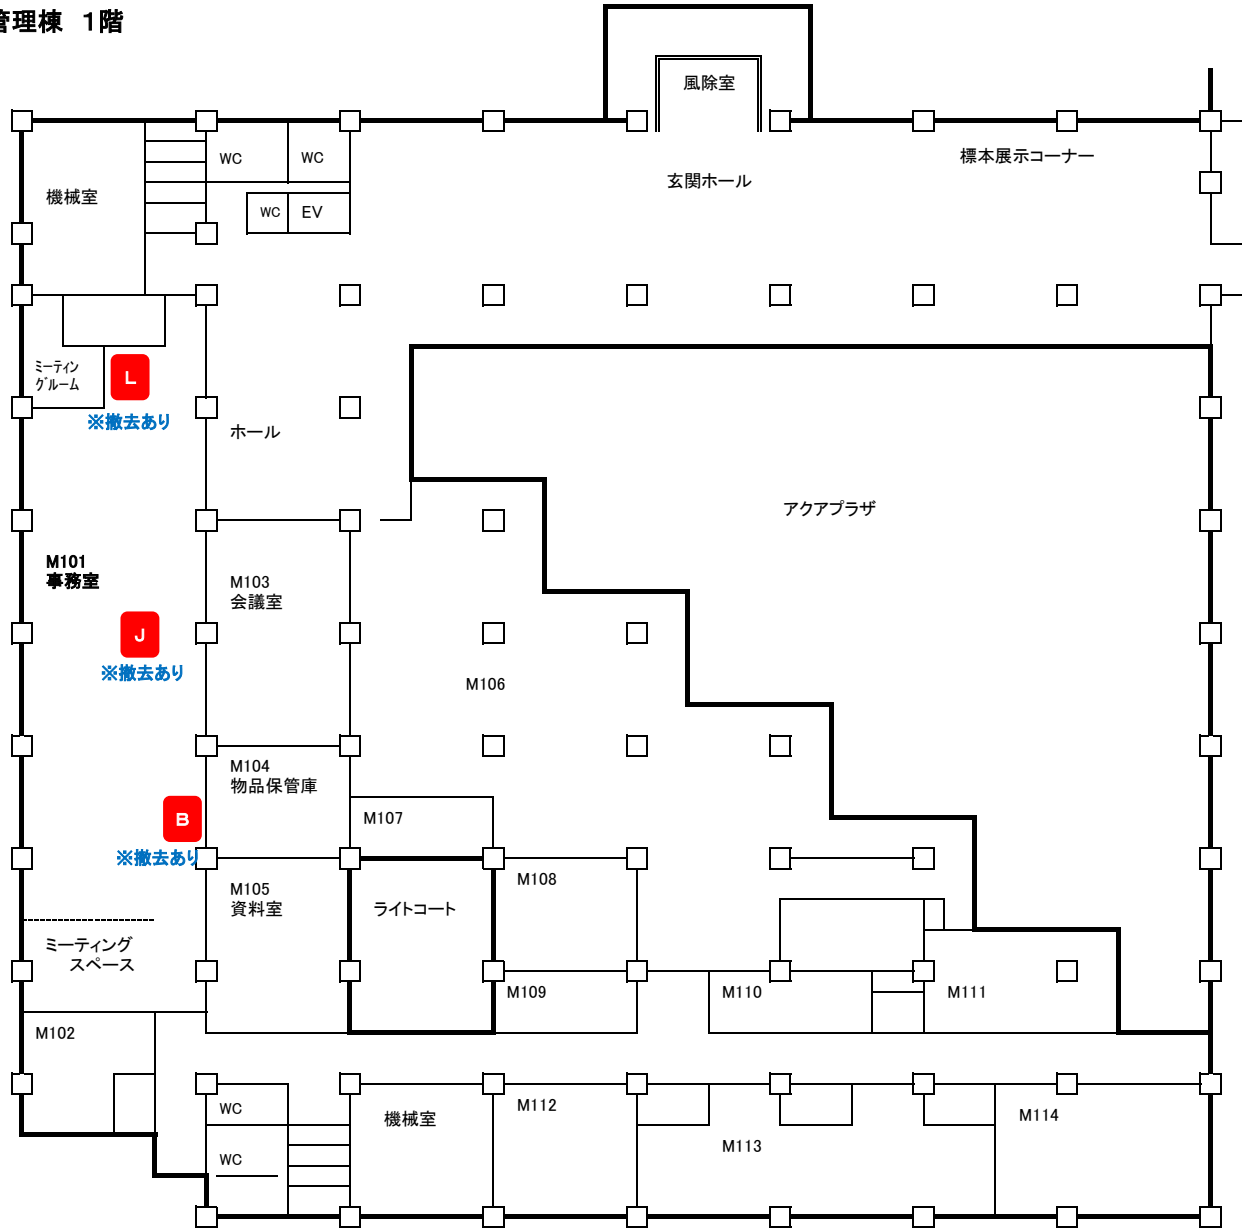 管理棟 1階
風除室
標本展示コーナー
玄関ホール
WC
WC
機械室
WC
EV
ミーティン
グルーム
L
※撤去あり
ホール
アクアプラザ
M101
事務室
M103
会議室
J
※撤去あり
M106
M104
物品保管庫
B
※撤去あり
M107
M108
M105
資料室
ライトコート
ミーティング
スペース
M109
M110
M111
M102
WC
機械室
M112
M114
M113
WC